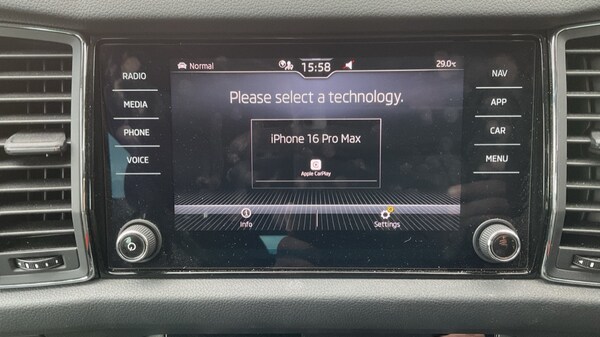 Normal
15:58
29.0°C
RADIO
MEDIA
PHONE
VOICE
Please select a technology.
iPhone 16 Pro Max
Apple CarPlay
Info
Settings
NAV
APP
CAR
MENU